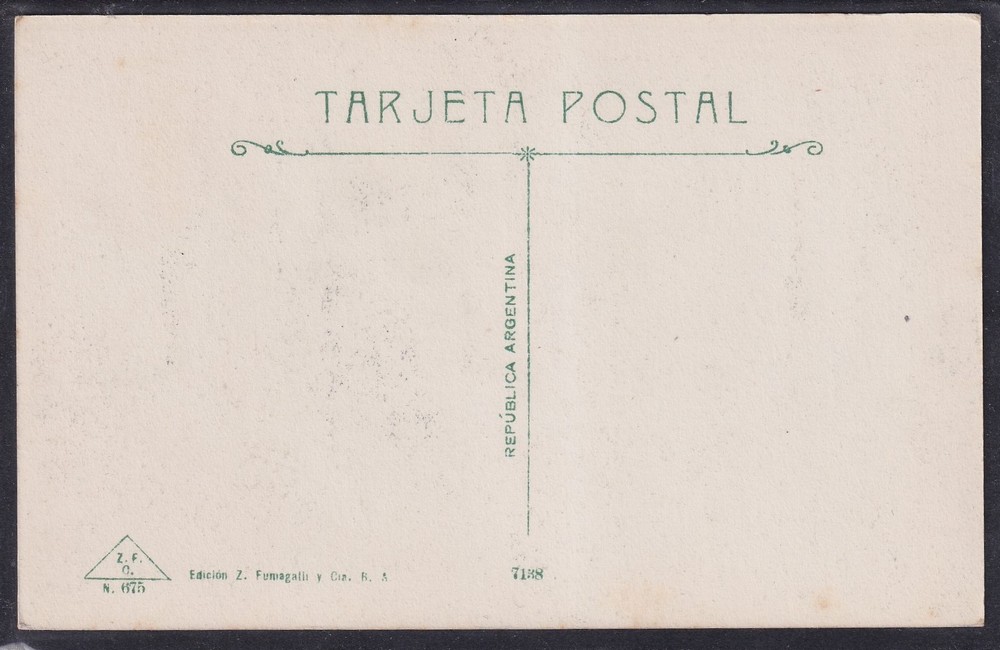 TARJETA POSTAL
REPÚBLICA ARGENTINA
Z. F.
C.
N. 675
Edición Z. Fumagalli y Cia. B. A.
7138